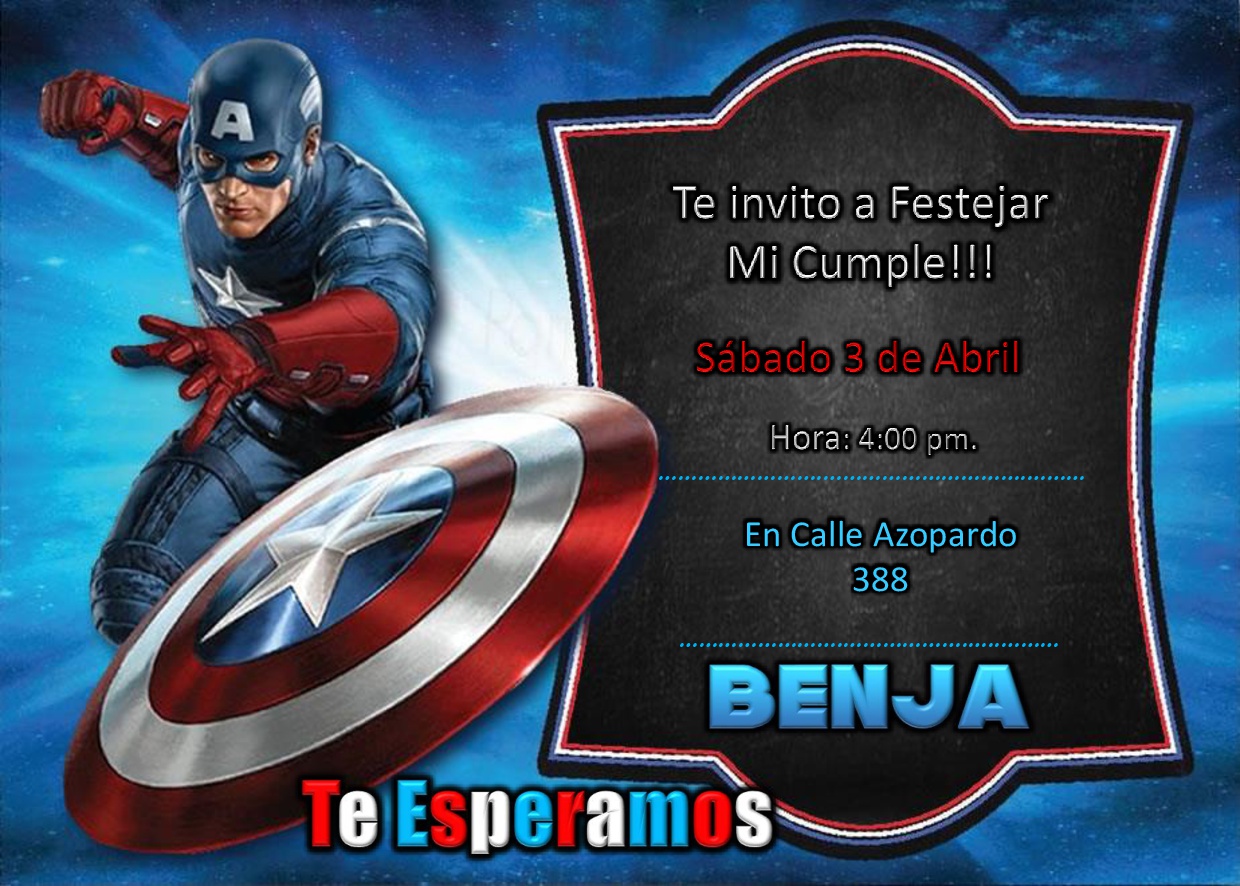 A
Te invito a Festejar
Mi Cumple!!!
Sábado 3 de Abril
Hora: 4:00 pm.
En Calle Azopardo
388
BENJA
Te Esperamos